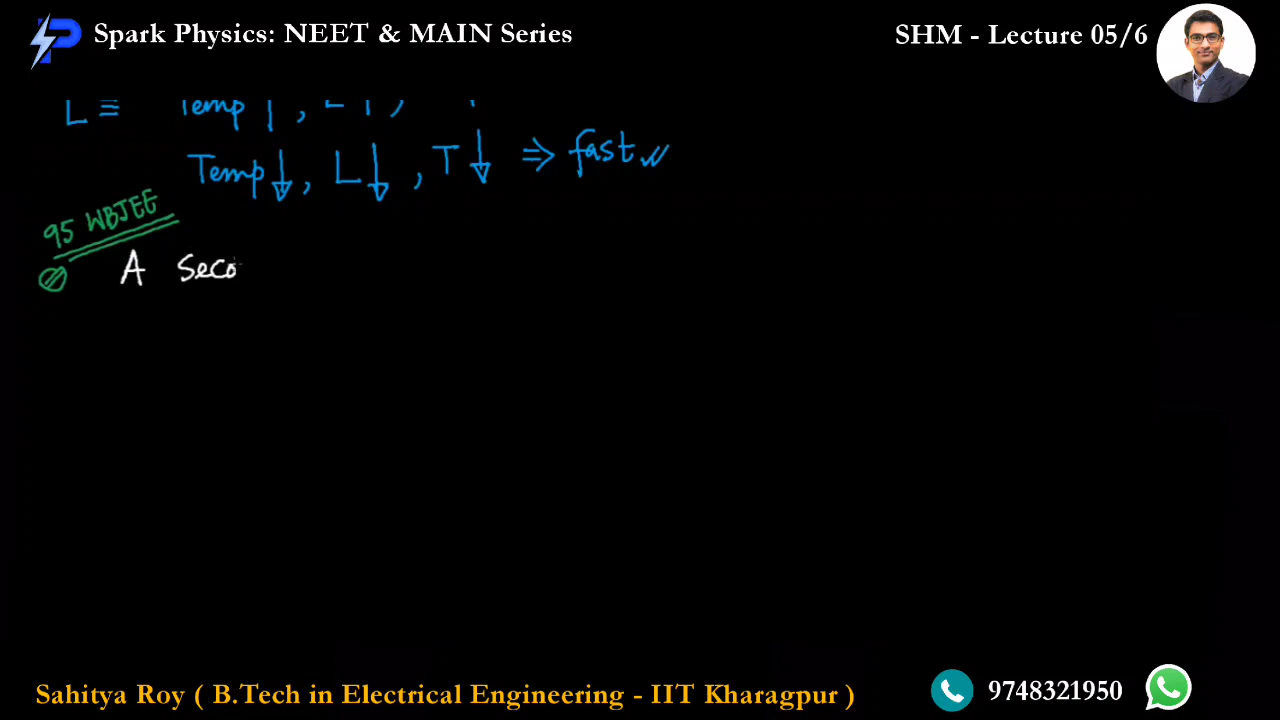 Spark Physics: NEET & MAIN Series
SHM - Lecture 05/6
L ≡ Temp↑, L↑,
Temp↓, L↓, T↓ ⇒ fast
95 WBJEE
A Seco
Sahitya Roy ( B.Tech in Electrical Engineering - IIT Kharagpur )
9748321950